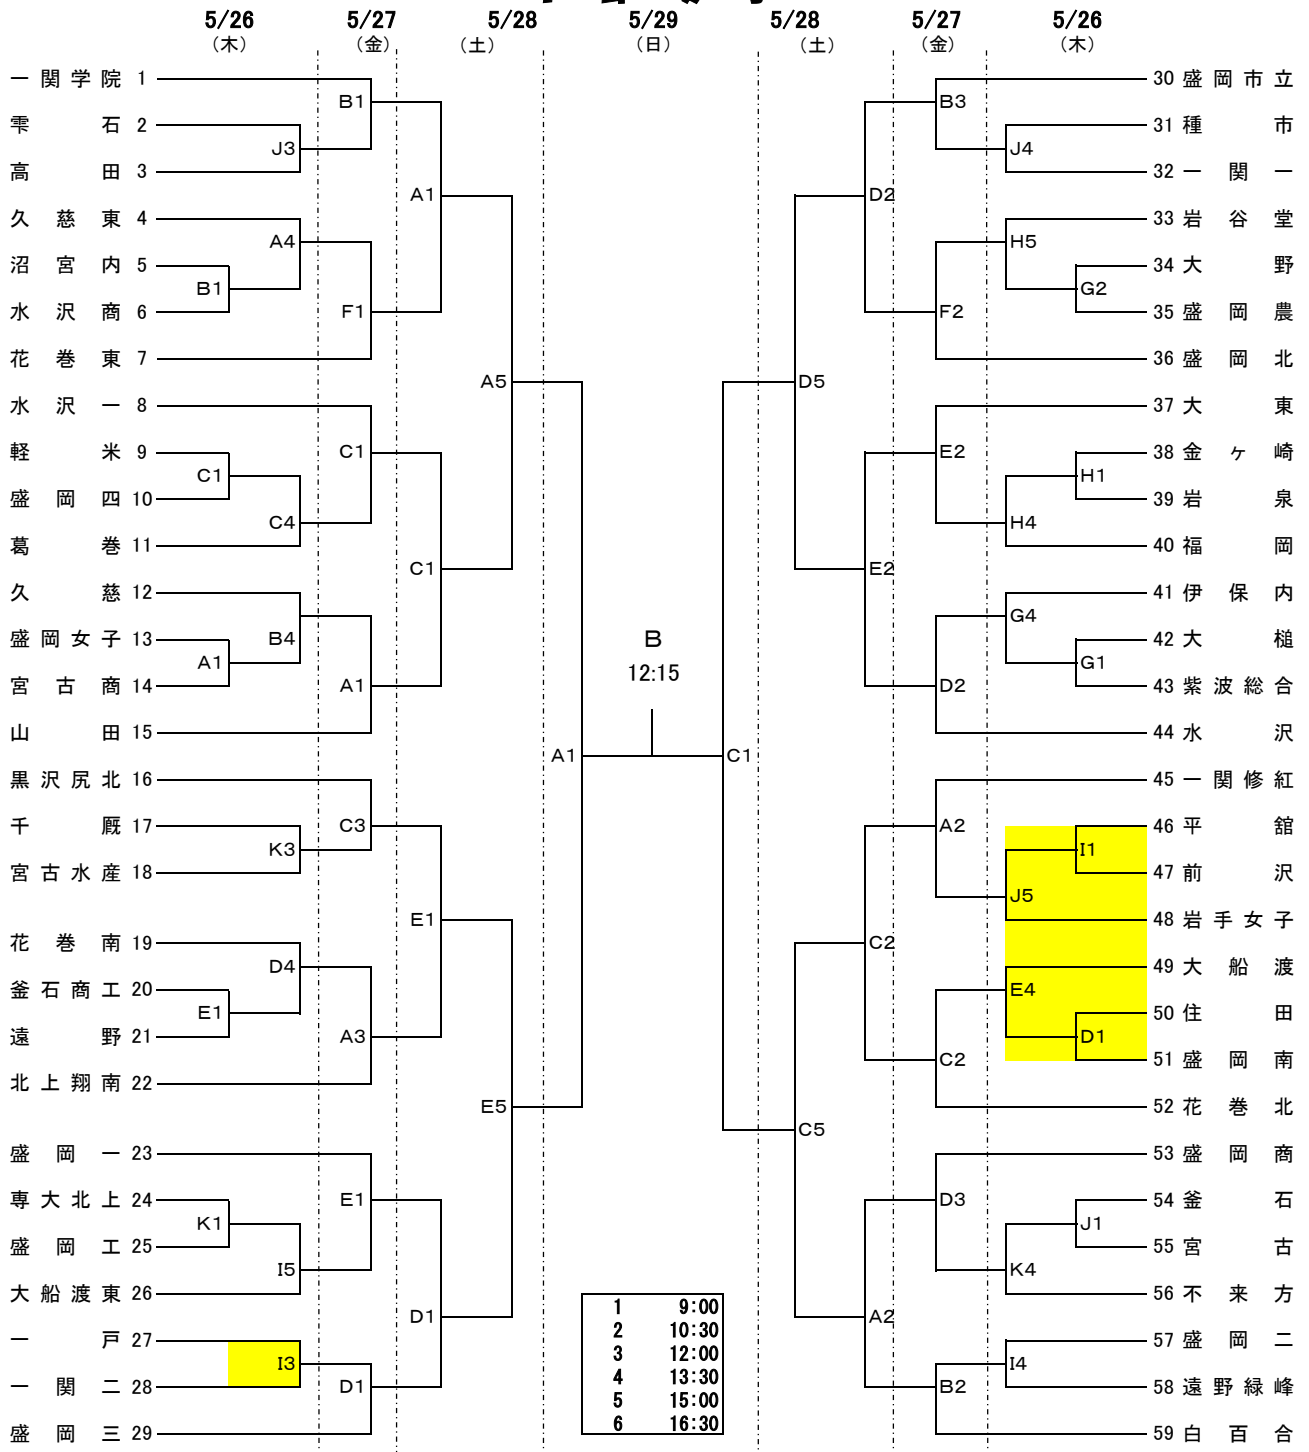 5/26 5/27 5/28 5/29 5/28 5/27 5/26
(木) (金) (土) (日) (土) (金) (木)
一関学院 1
雫石 2
高田 3
久慈東 4
沼宮内 5
水沢商 6
花巻東 7
水沢一 8
軽米 9
盛岡四 10
葛巻 11
久慈 12
盛岡女子 13
宮古商 14
山田 15
黒沢尻北 16
千厩 17
宮古水産 18
花巻南 19
釜石商工 20
遠野 21
北上翔南 22
盛岡一 23
専大北上 24
盛岡工 25
大船渡東 26
一戸 27
一関二 28
盛岡三 29
B1
J3
A1
A4
B1
F1
A5
C1
C1
C4
C1
B4
A1
A1
A1
C3
K3
E1
D4
E1
A3
E5
E1
K1
I5
D1
I3
D1
B
12:15
1 9:00
2 10:30
3 12:00
4 13:30
5 15:00
6 16:30
B3
J4
D2
H5
G2
F2
D5
E2
H1
H4
E2
G4
G1
D2
C1
A2
I1
J5
C2
E4
D1
C2
C5
D3
J1
K4
A2
I4
B2
30 盛岡市立
31 種市
32 一関一
33 岩谷堂
34 大野
35 盛岡農
36 盛岡北
37 大東
38 金ヶ崎
39 岩泉
40 福岡
41 伊保内
42 大槌
43 紫波総合
44 水沢
45 一関修紅
46 平舘
47 前沢
48 岩手女子
49 大船渡
50 住田
51 盛岡南
52 花巻北
53 盛岡商
54 釜石
55 宮古
56 不来方
57 盛岡二
58 遠野緑峰
59 白百合